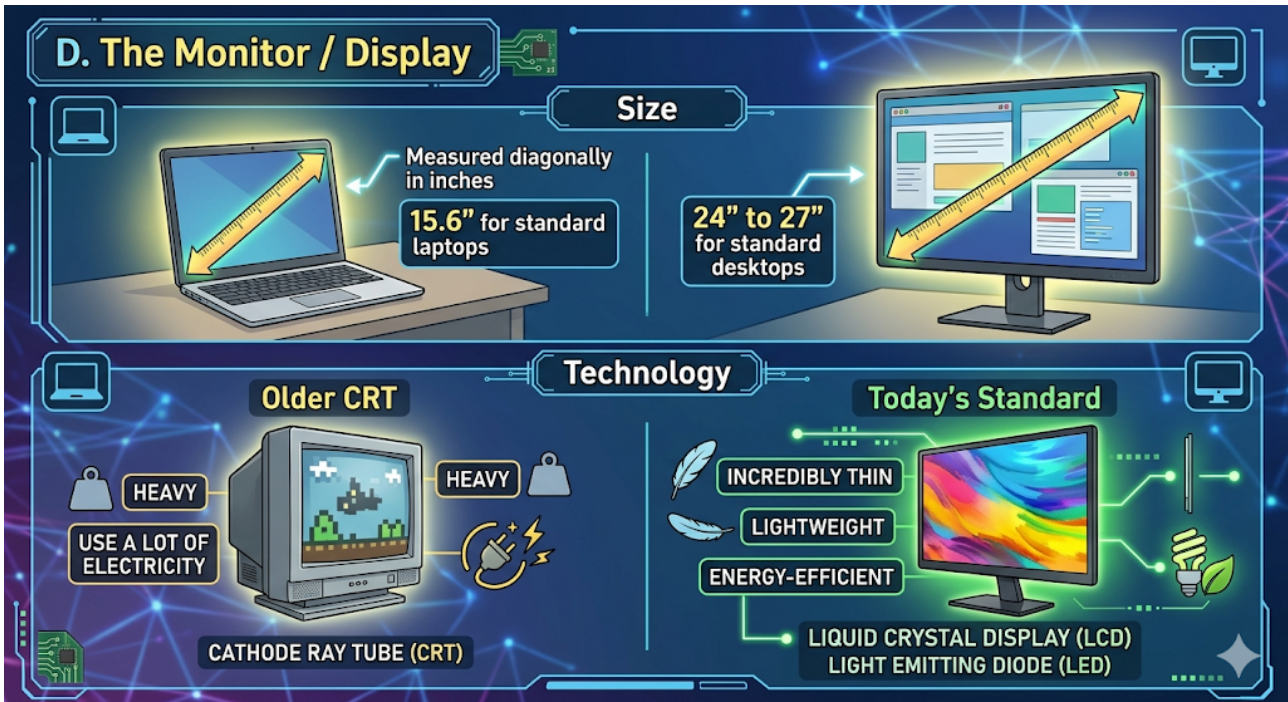 D. The Monitor / Display
Size
Measured diagonally
in inches
15.6” for standard
laptops
24” to 27”
for standard
desktops
Technology
Older CRT
HEAVY
HEAVY
USE A LOT OF
ELECTRICITY
CATHODE RAY TUBE (CRT)
Today's Standard
INCREDIBLY THIN
LIGHTWEIGHT
ENERGY-EFFICIENT
LIQUID CRYSTAL DISPLAY (LCD)
LIGHT EMITTING DIODE (LED)